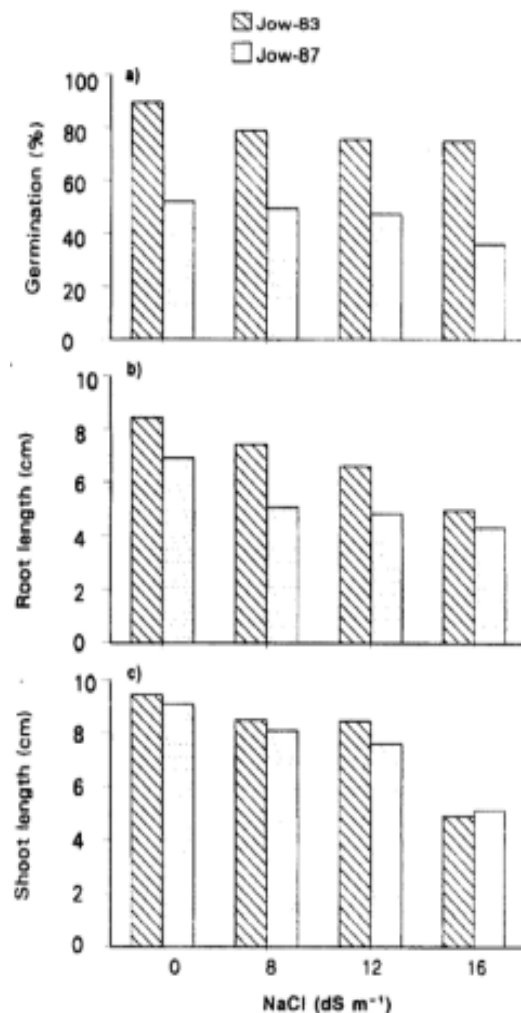 Jow-83
Jow-87
a)
Germination (%)
100
80
60
40
20
0
b)
Root length (cm)
10
8
6
4
2
0
c)
Shoot length (cm)
10
8
6
4
2
0
0 8 12 16
NaCl (dS m⁻¹)